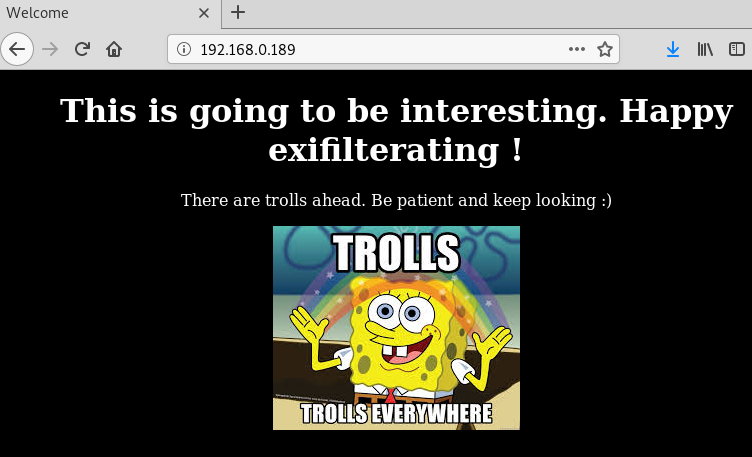 Welcome
192.168.0.189
This is going to be interesting. Happy
exifilterating !
There are trolls ahead. Be patient and keep looking :)
TROLLS
TROLLS EVERYWHERE